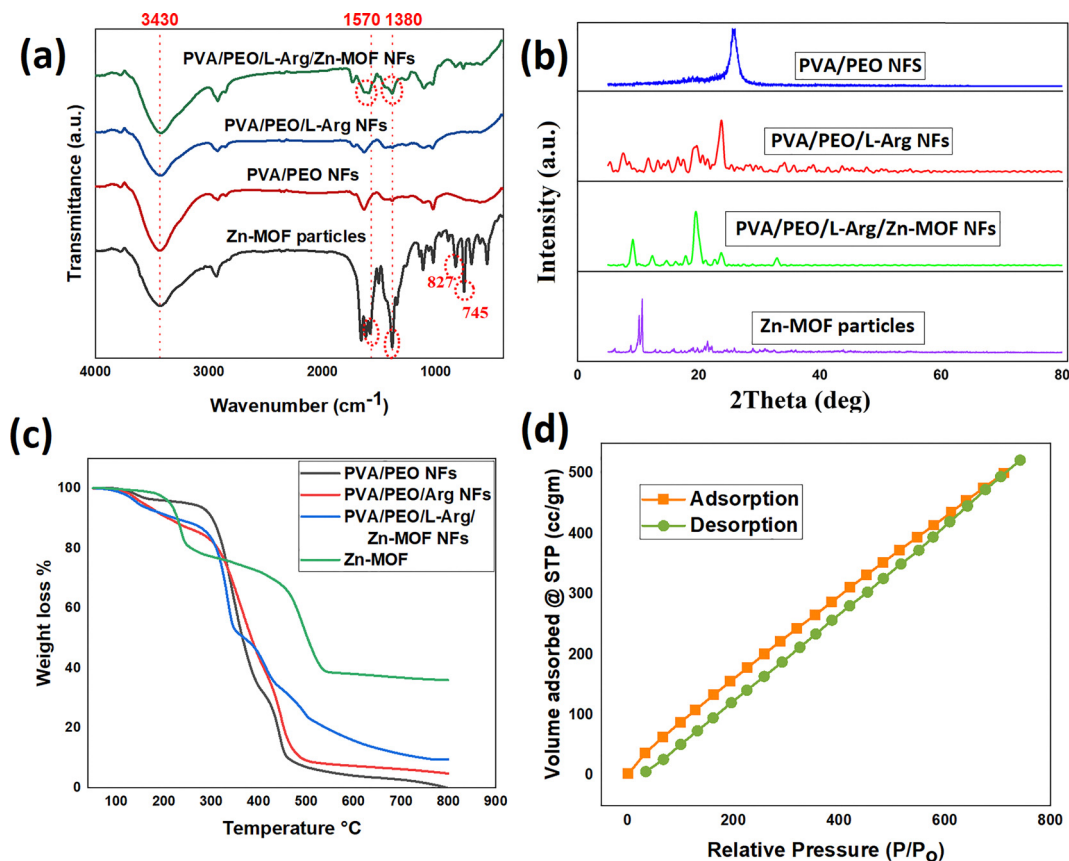 (a)
3430
1570
1380
PVA/PEO/L-Arg/Zn-MOF NFs
PVA/PEO/L-Arg NFs
PVA/PEO NFs
Zn-MOF particles
827
745
Transmittance (a.u.)
4000
3000
2000
1000
Wavenumber (cm⁻¹)
(b)
PVA/PEO NFS
PVA/PEO/L-Arg NFs
PVA/PEO/L-Arg/Zn-MOF NFs
Zn-MOF particles
Intensity (a.u.)
0
20
40
60
80
2Theta (deg)
(c)
PVA/PEO NFs
PVA/PEO/Arg NFs
PVA/PEO/L-Arg/
Zn-MOF NFs
Zn-MOF
Weight loss %
100
80
60
40
20
0
100
200
300
400
500
600
700
800
900
Temperature °C
(d)
Adsorption
Desorption
Volume adsorbed @ STP (cc/gm)
500
400
300
200
100
0
0
200
400
600
800
Relative Pressure (P/Po)